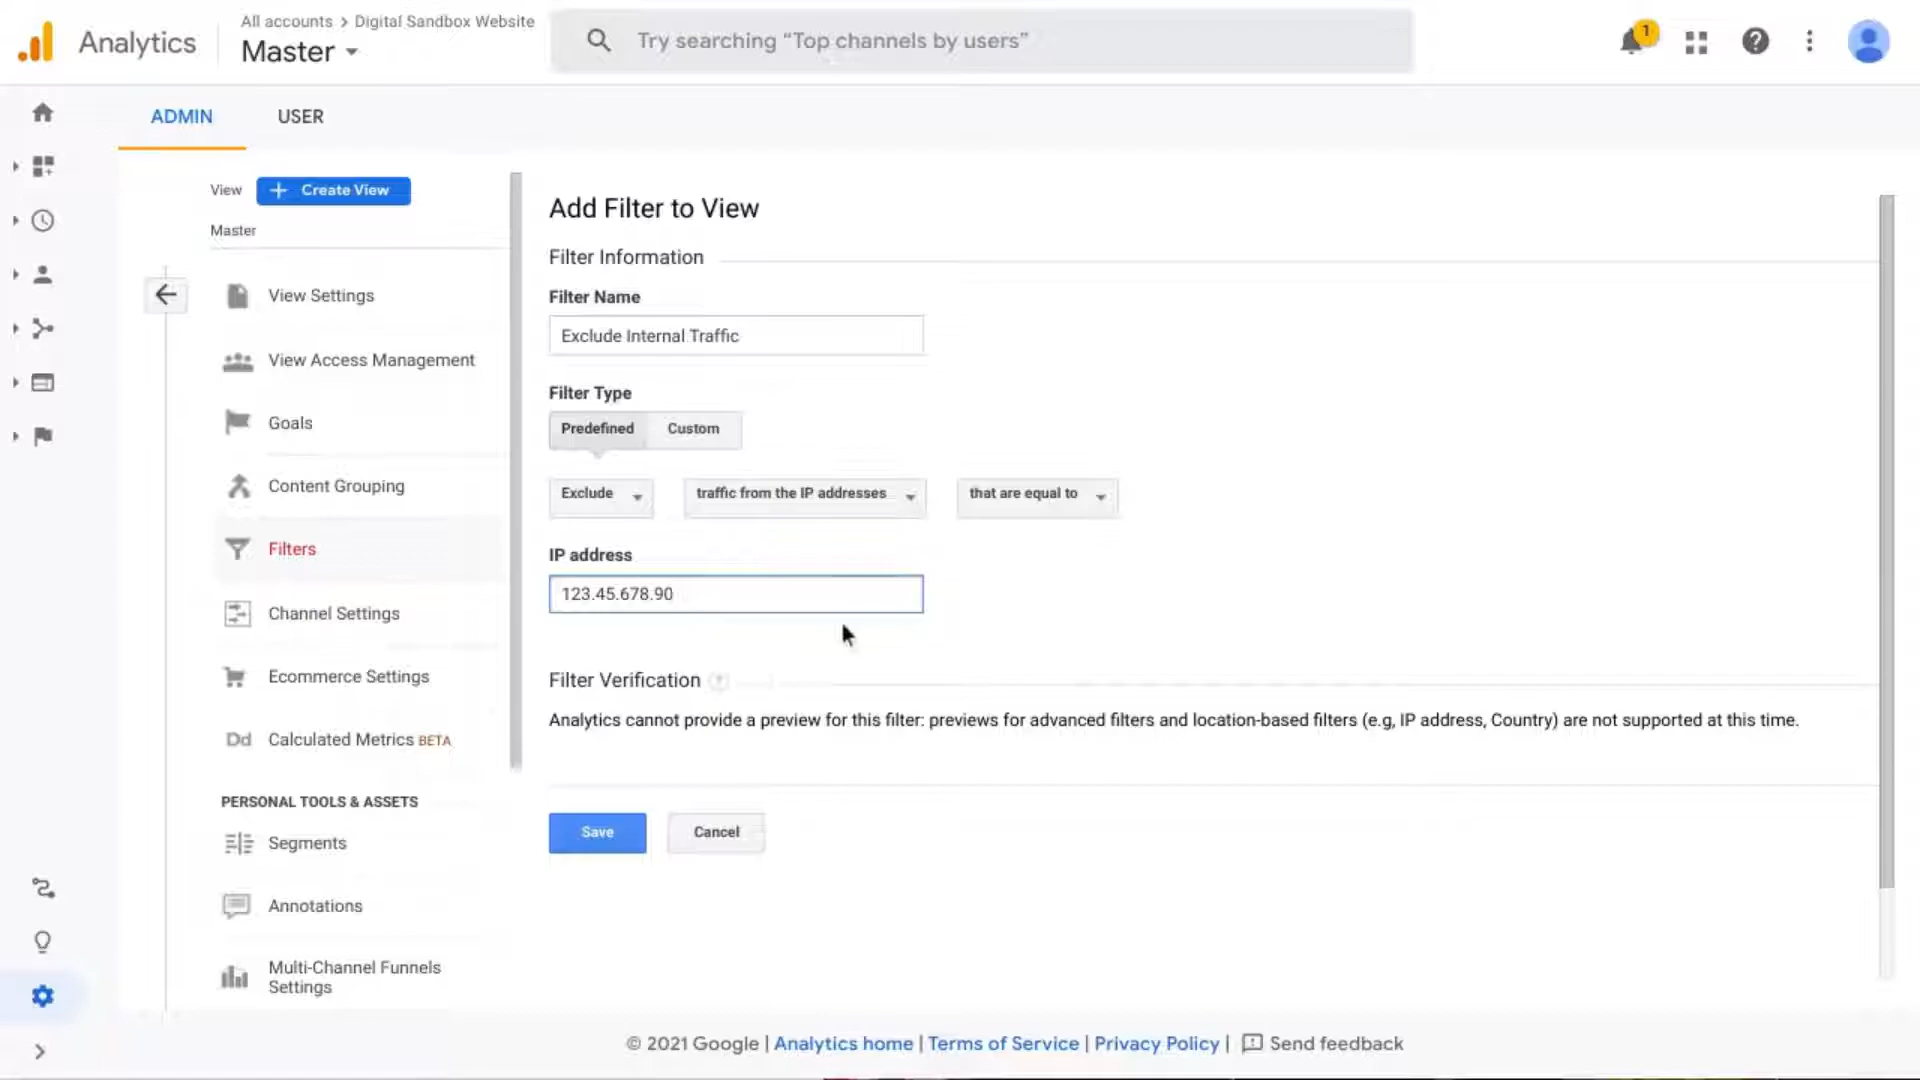 Analytics
All accounts > Digital Sandbox Website
Master
Try searching “Top channels by users”
1
ADMIN
USER
View
+ Create View
Master
View Settings
View Access Management
Goals
Content Grouping
Filters
Channel Settings
Ecommerce Settings
Dd Calculated Metrics BETA
PERSONAL TOOLS & ASSETS
Segments
Annotations
Multi-Channel Funnels
Settings
Add Filter to View
Filter Information
Filter Name
Exclude Internal Traffic
Filter Type
Predefined
Custom
Exclude
traffic from the IP addresses
that are equal to
IP address
123.45.678.90
Filter Verification
Analytics cannot provide a preview for this filter: previews for advanced filters and location-based filters (e.g, IP address, Country) are not supported at this time.
Save
Cancel
© 2021 Google | Analytics home | Terms of Service | Privacy Policy | Send feedback